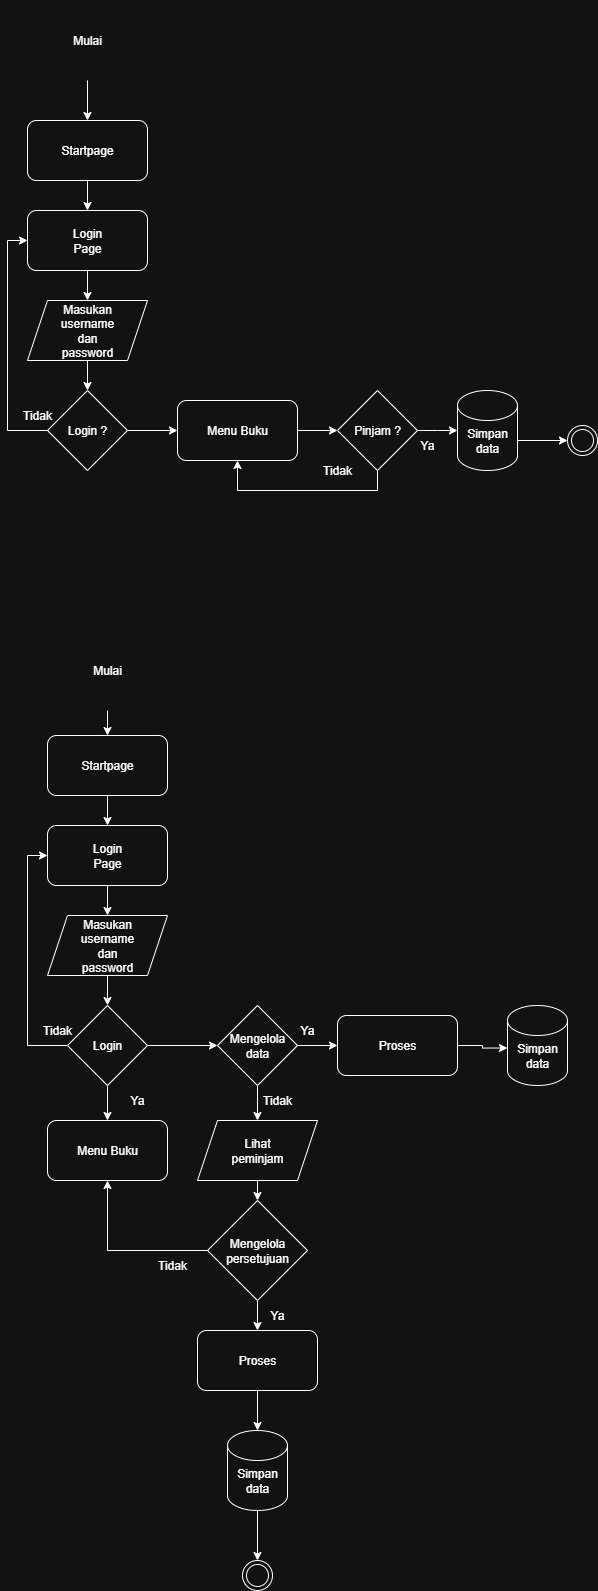 Mulai
Startpage
Login
Page
Masukan
username
dan
password
Tidak
Login ?
Menu Buku
Pinjam ?
Ya
Simpan
data
Tidak
Mulai
Startpage
Login
Page
Masukan
username
dan
password
Tidak
Login
Mengelola
data
Ya
Proses
Simpan
data
Ya
Tidak
Menu Buku
Lihat
peminjam
Mengelola
persetujuan
Tidak
Ya
Proses
Simpan
data